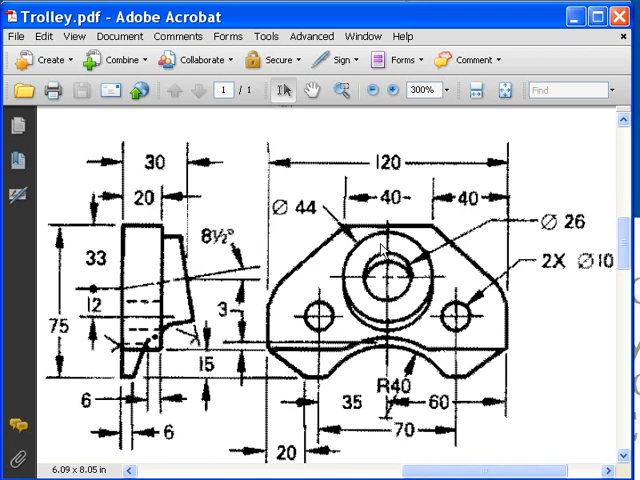 Trolley.pdf - Adobe Acrobat
File Edit View Document Comments Forms Tools Advanced Window Help
Create Combine Collaborate Secure Sign Forms Comment
1 / 1 300% Find
30
20
8½°
33
12
75
3
15
6
6
120
40
40
Ø 44
Ø 26
2X Ø10
R40
35
60
70
20
6.09 x 8.05 in